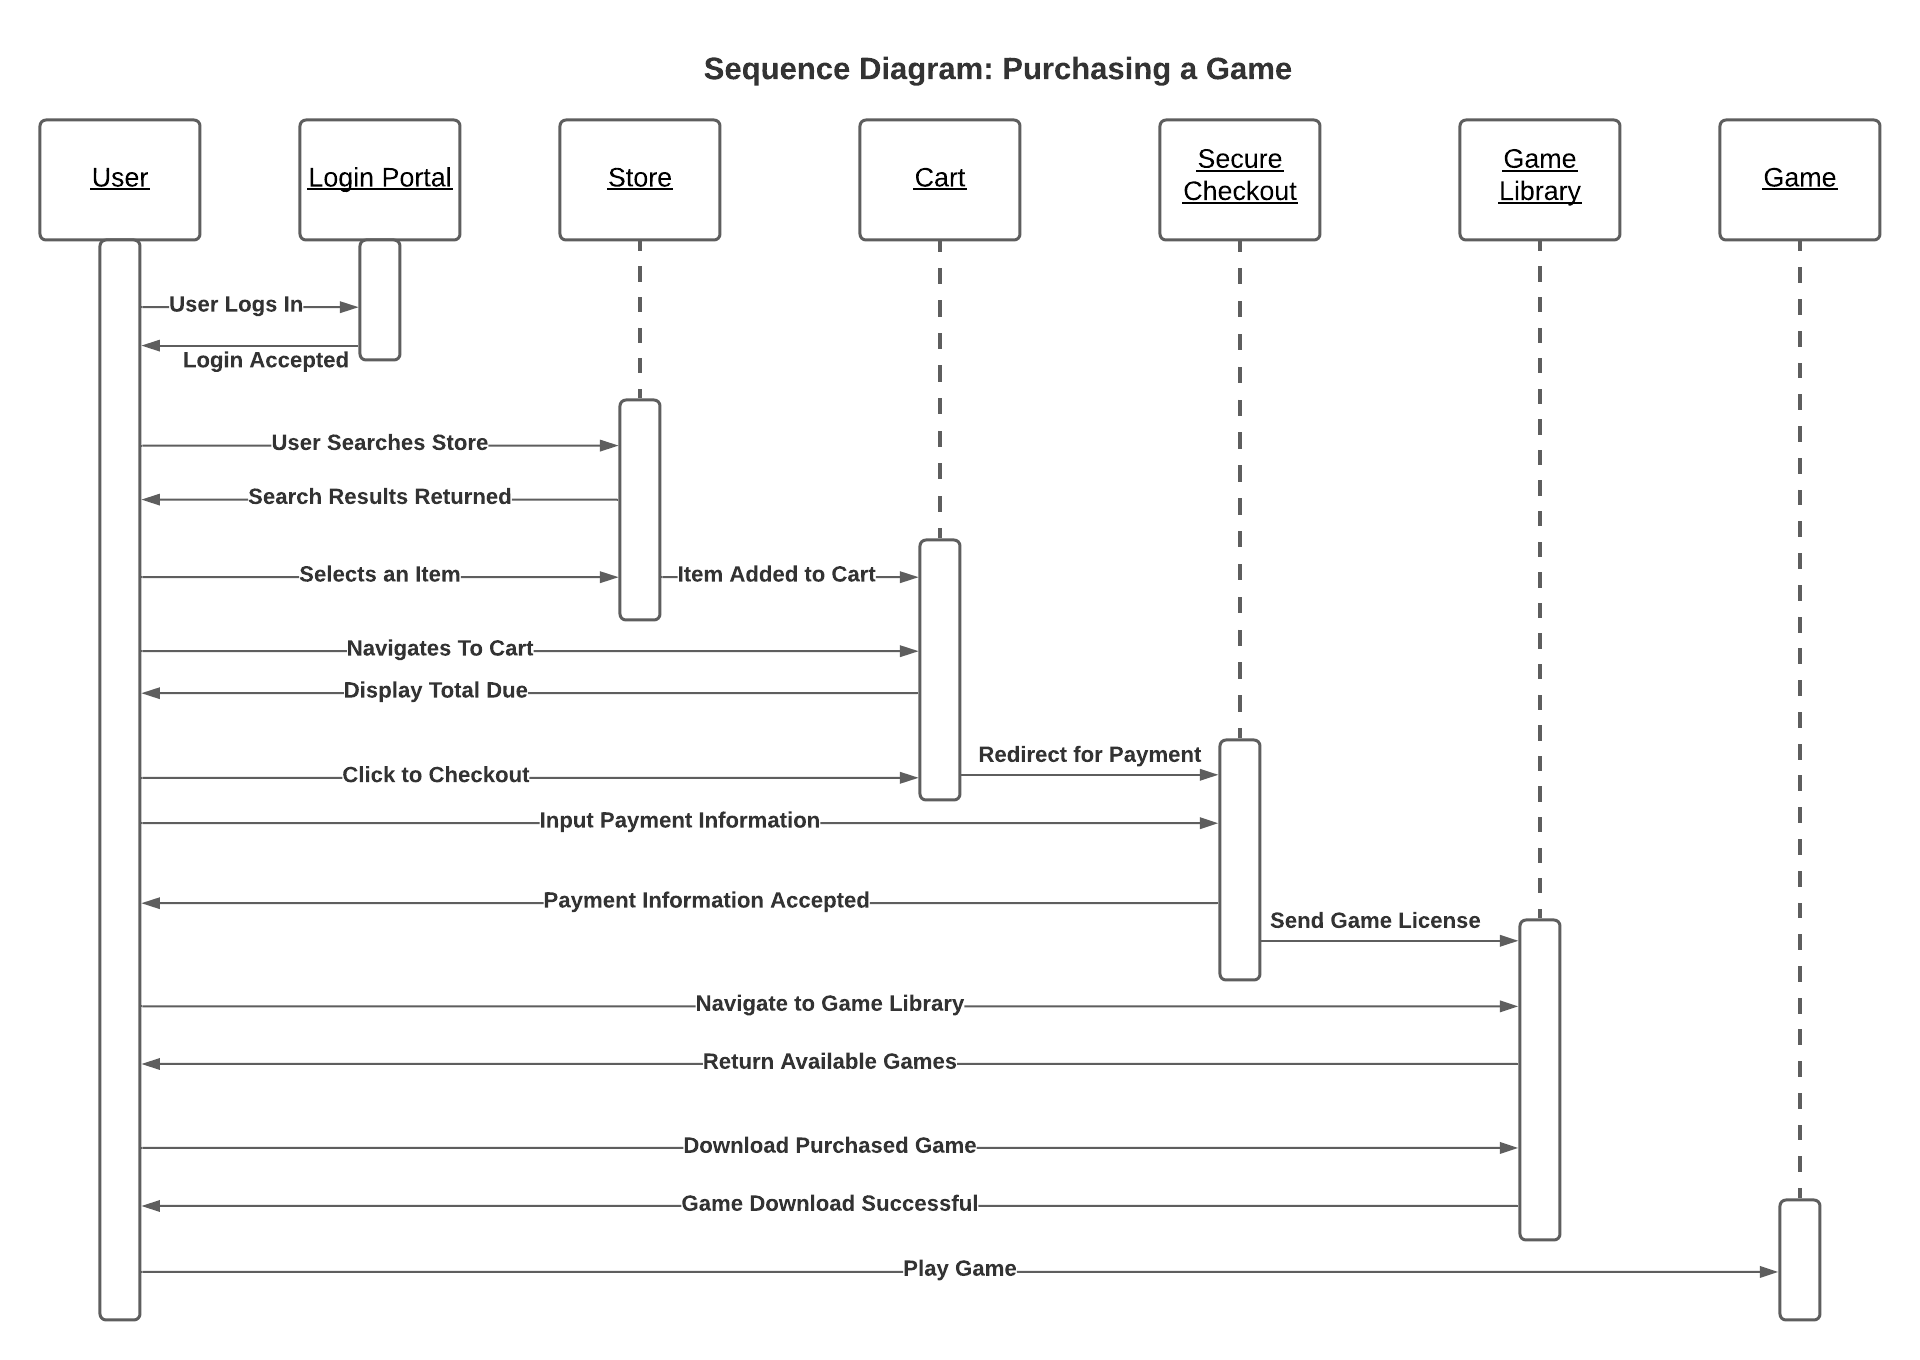 Sequence Diagram: Purchasing a Game
User
Login Portal
Store
Cart
Secure
Checkout
Game
Library
Game
User Logs In
Login Accepted
User Searches Store
Search Results Returned
Selects an Item
Item Added to Cart
Navigates To Cart
Display Total Due
Redirect for Payment
Click to Checkout
Input Payment Information
Payment Information Accepted
Send Game License
Navigate to Game Library
Return Available Games
Download Purchased Game
Game Download Successful
Play Game